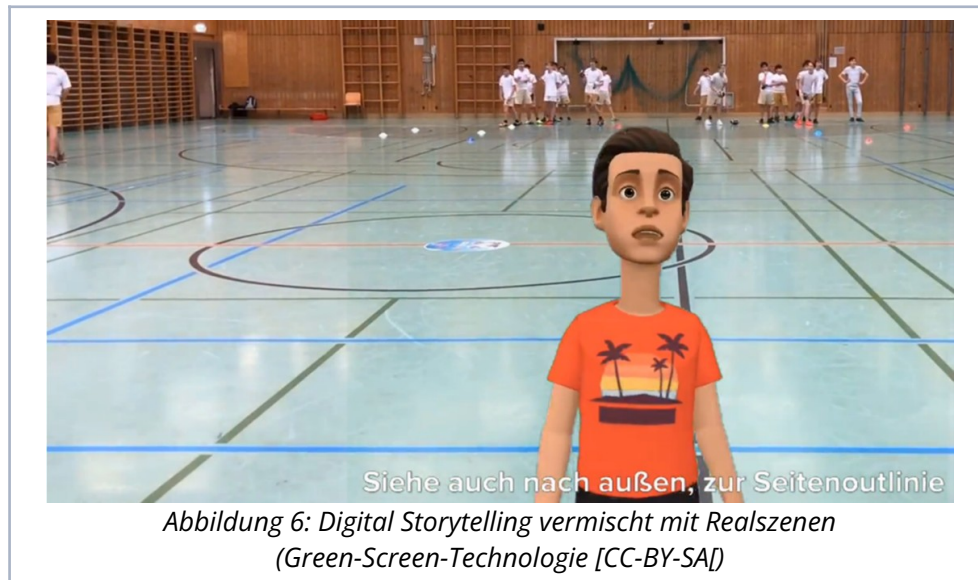 Siehe auch nach außen, zur Seitenoutlinie
Abbildung 6: Digital Storytelling vermischt mit Realszenen
(Green-Screen-Technologie [CC-BY-SA[)